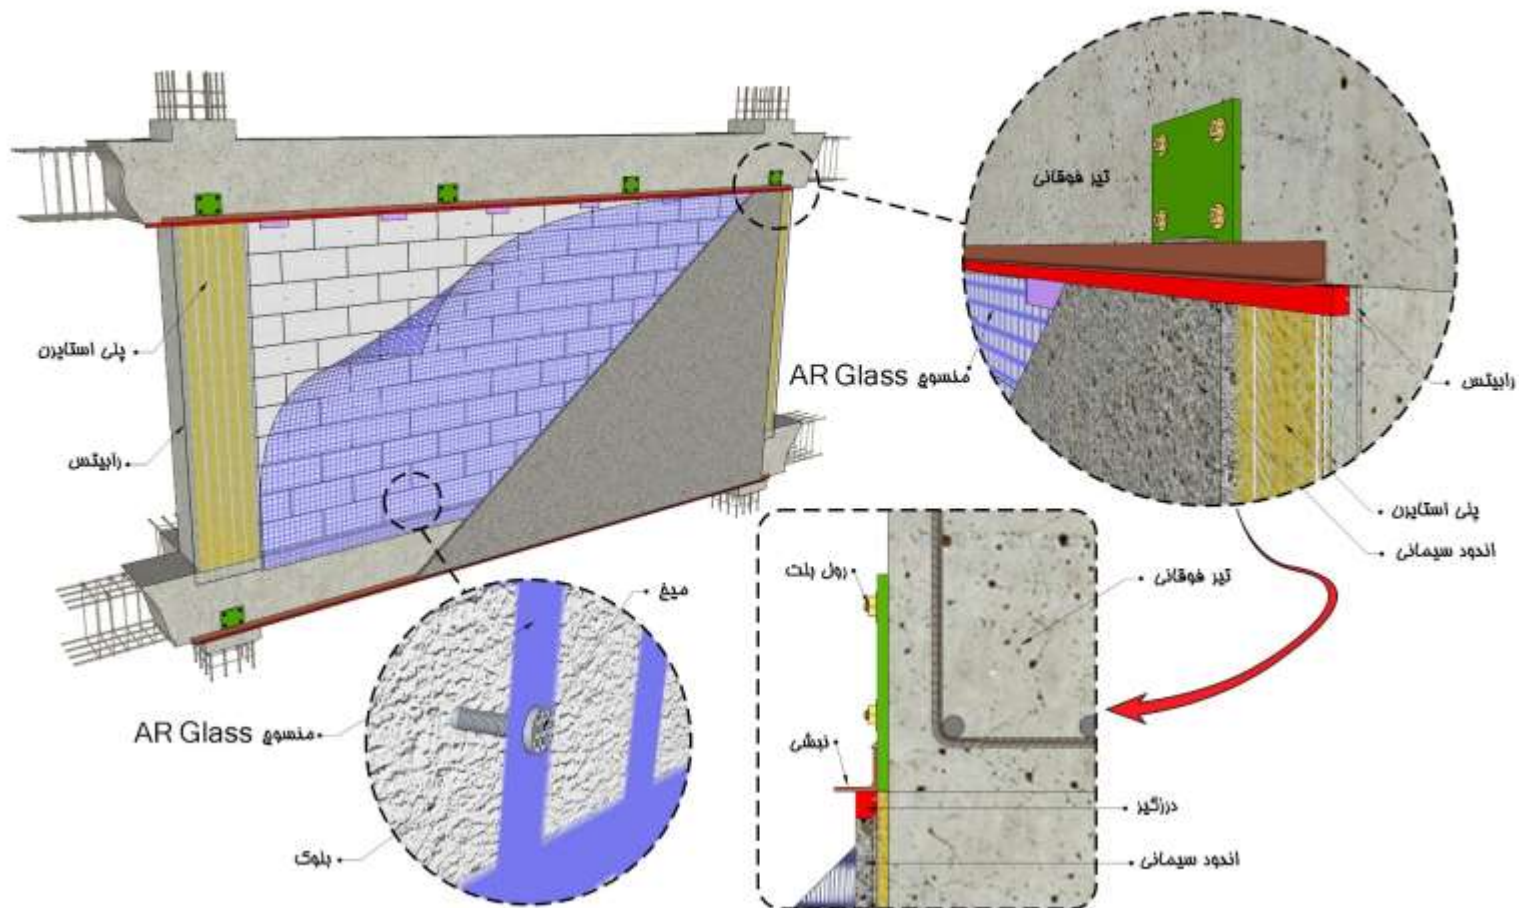 تیر فوقانی
پلی استایرن
رابیتس
منسوج AR Glass
رابیتس
پلی استایرن
اندود سیمانی
رول بلت
تیر فوقانی
میخ
منسوج AR Glass
نبشی
درزگیر
بلوک
اندود سیمانی